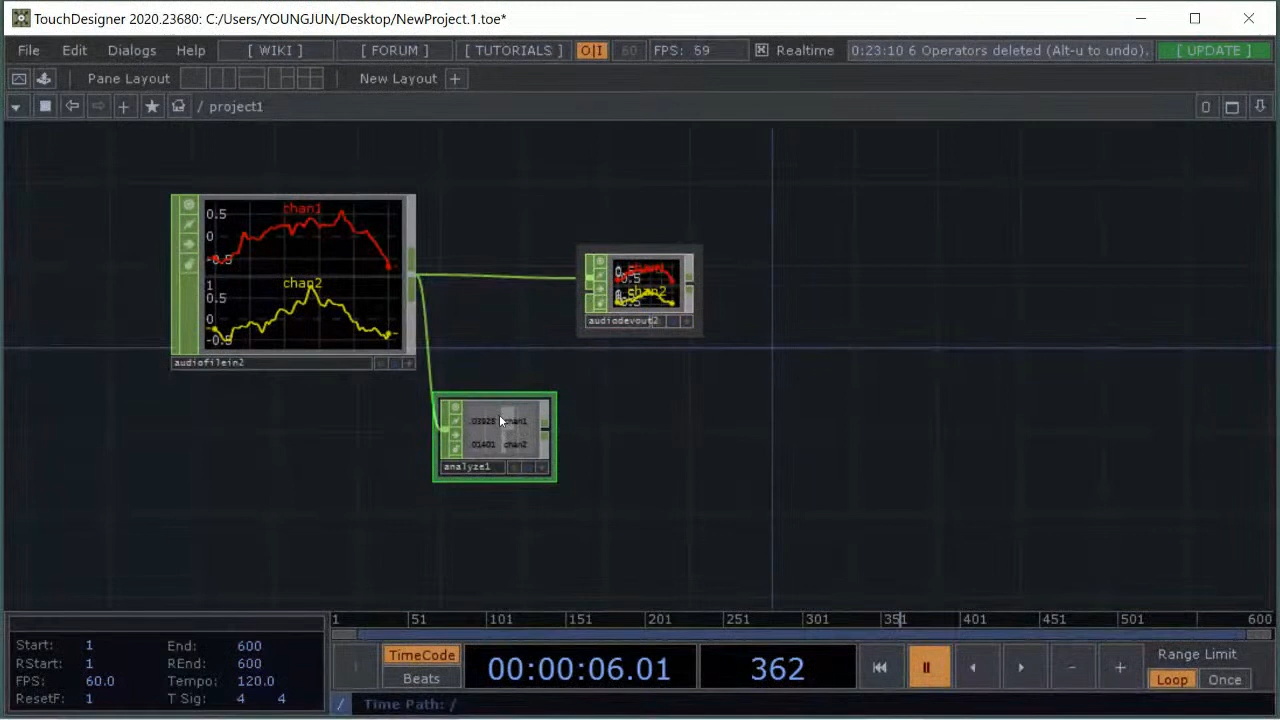 TouchDesigner 2020.23680: C:/Users/YOUNGJUN/Desktop/NewProject.1.toe*
File Edit Dialogs Help [ WIKI ] [ FORUM ] [ TUTORIALS ] O|I 60 FPS: 59 Realtime 0:23:10 6 Operators deleted (Alt-u to undo). [ UPDATE ]
Pane Layout New Layout +
/ project1 0
chan1
0.5
0
-0.5
chan2
1
0.5
0
-0.5
audiofilein2
chan2
audiodevout2
.03925 chan1
.01401 chan2
analyze1
1 51 101 151 201 251 301 351 401 451 501 600
Start: 1 End: 600
RStart: 1 REnd: 600
FPS: 60.0 Tempo: 120.0
ResetF: 1 T Sig: 4 4
TimeCode
Beats
00:00:06.01
362
Range Limit
Loop Once
/ Time Path: /